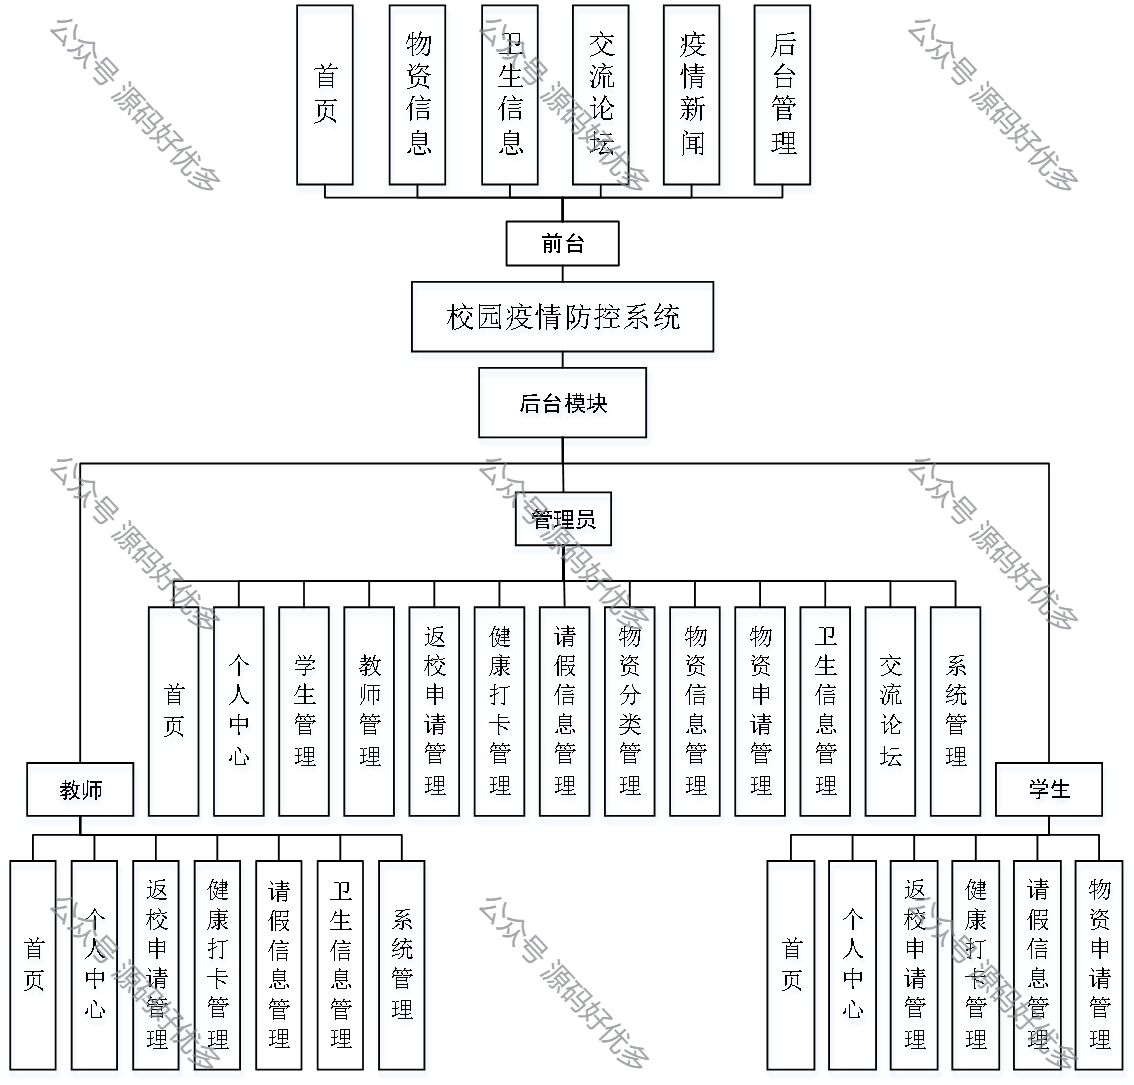 首页
物资信息
卫生信息
交流论坛
疫情新闻
后台管理
前台
校园疫情防控系统
后台模块
管理员
首页
个人中心
学生管理
教师管理
返校申请管理
健康打卡管理
请假信息管理
物资分类管理
物资信息管理
物资申请管理
卫生信息管理
交流论坛
系统管理
教师
学生
首页
个人中心
返校申请管理
健康打卡管理
请假信息管理
卫生信息管理
系统管理
首页
个人中心
返校申请管理
健康打卡管理
请假信息管理
物资申请管理
公众号 源码好优多
公众号 源码好优多
公众号 源码好优多
公众号 源码好优多
公众号 源码好优多
公众号 源码好优多
公众号 源码好优多
公众号 源码好优多
公众号 源码好优多